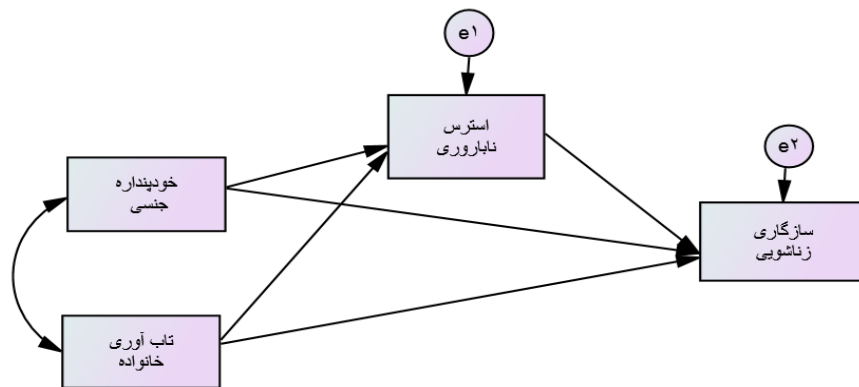 e۱
استرس
ناباروری
e۲
خودپنداره
جنسی
سازگاری
زناشویی
تاب آوری
خانواده